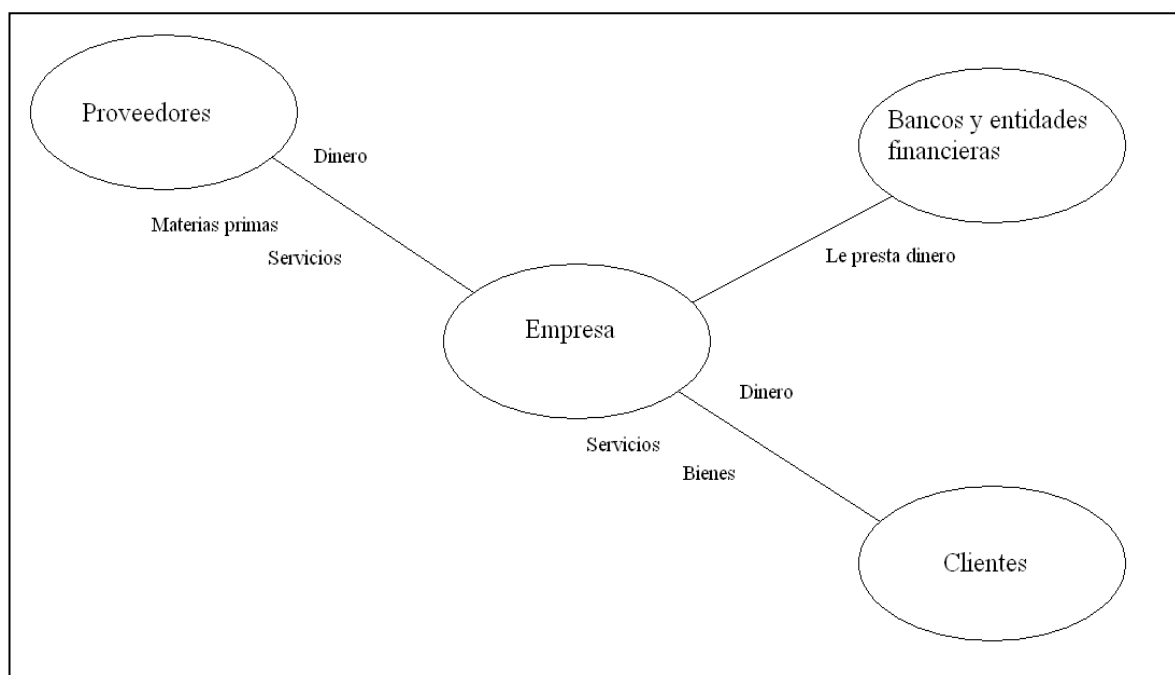 Proveedores
Bancos y entidades
financieras
Dinero
Materias primas
Servicios
Le presta dinero
Empresa
Dinero
Servicios
Bienes
Clientes